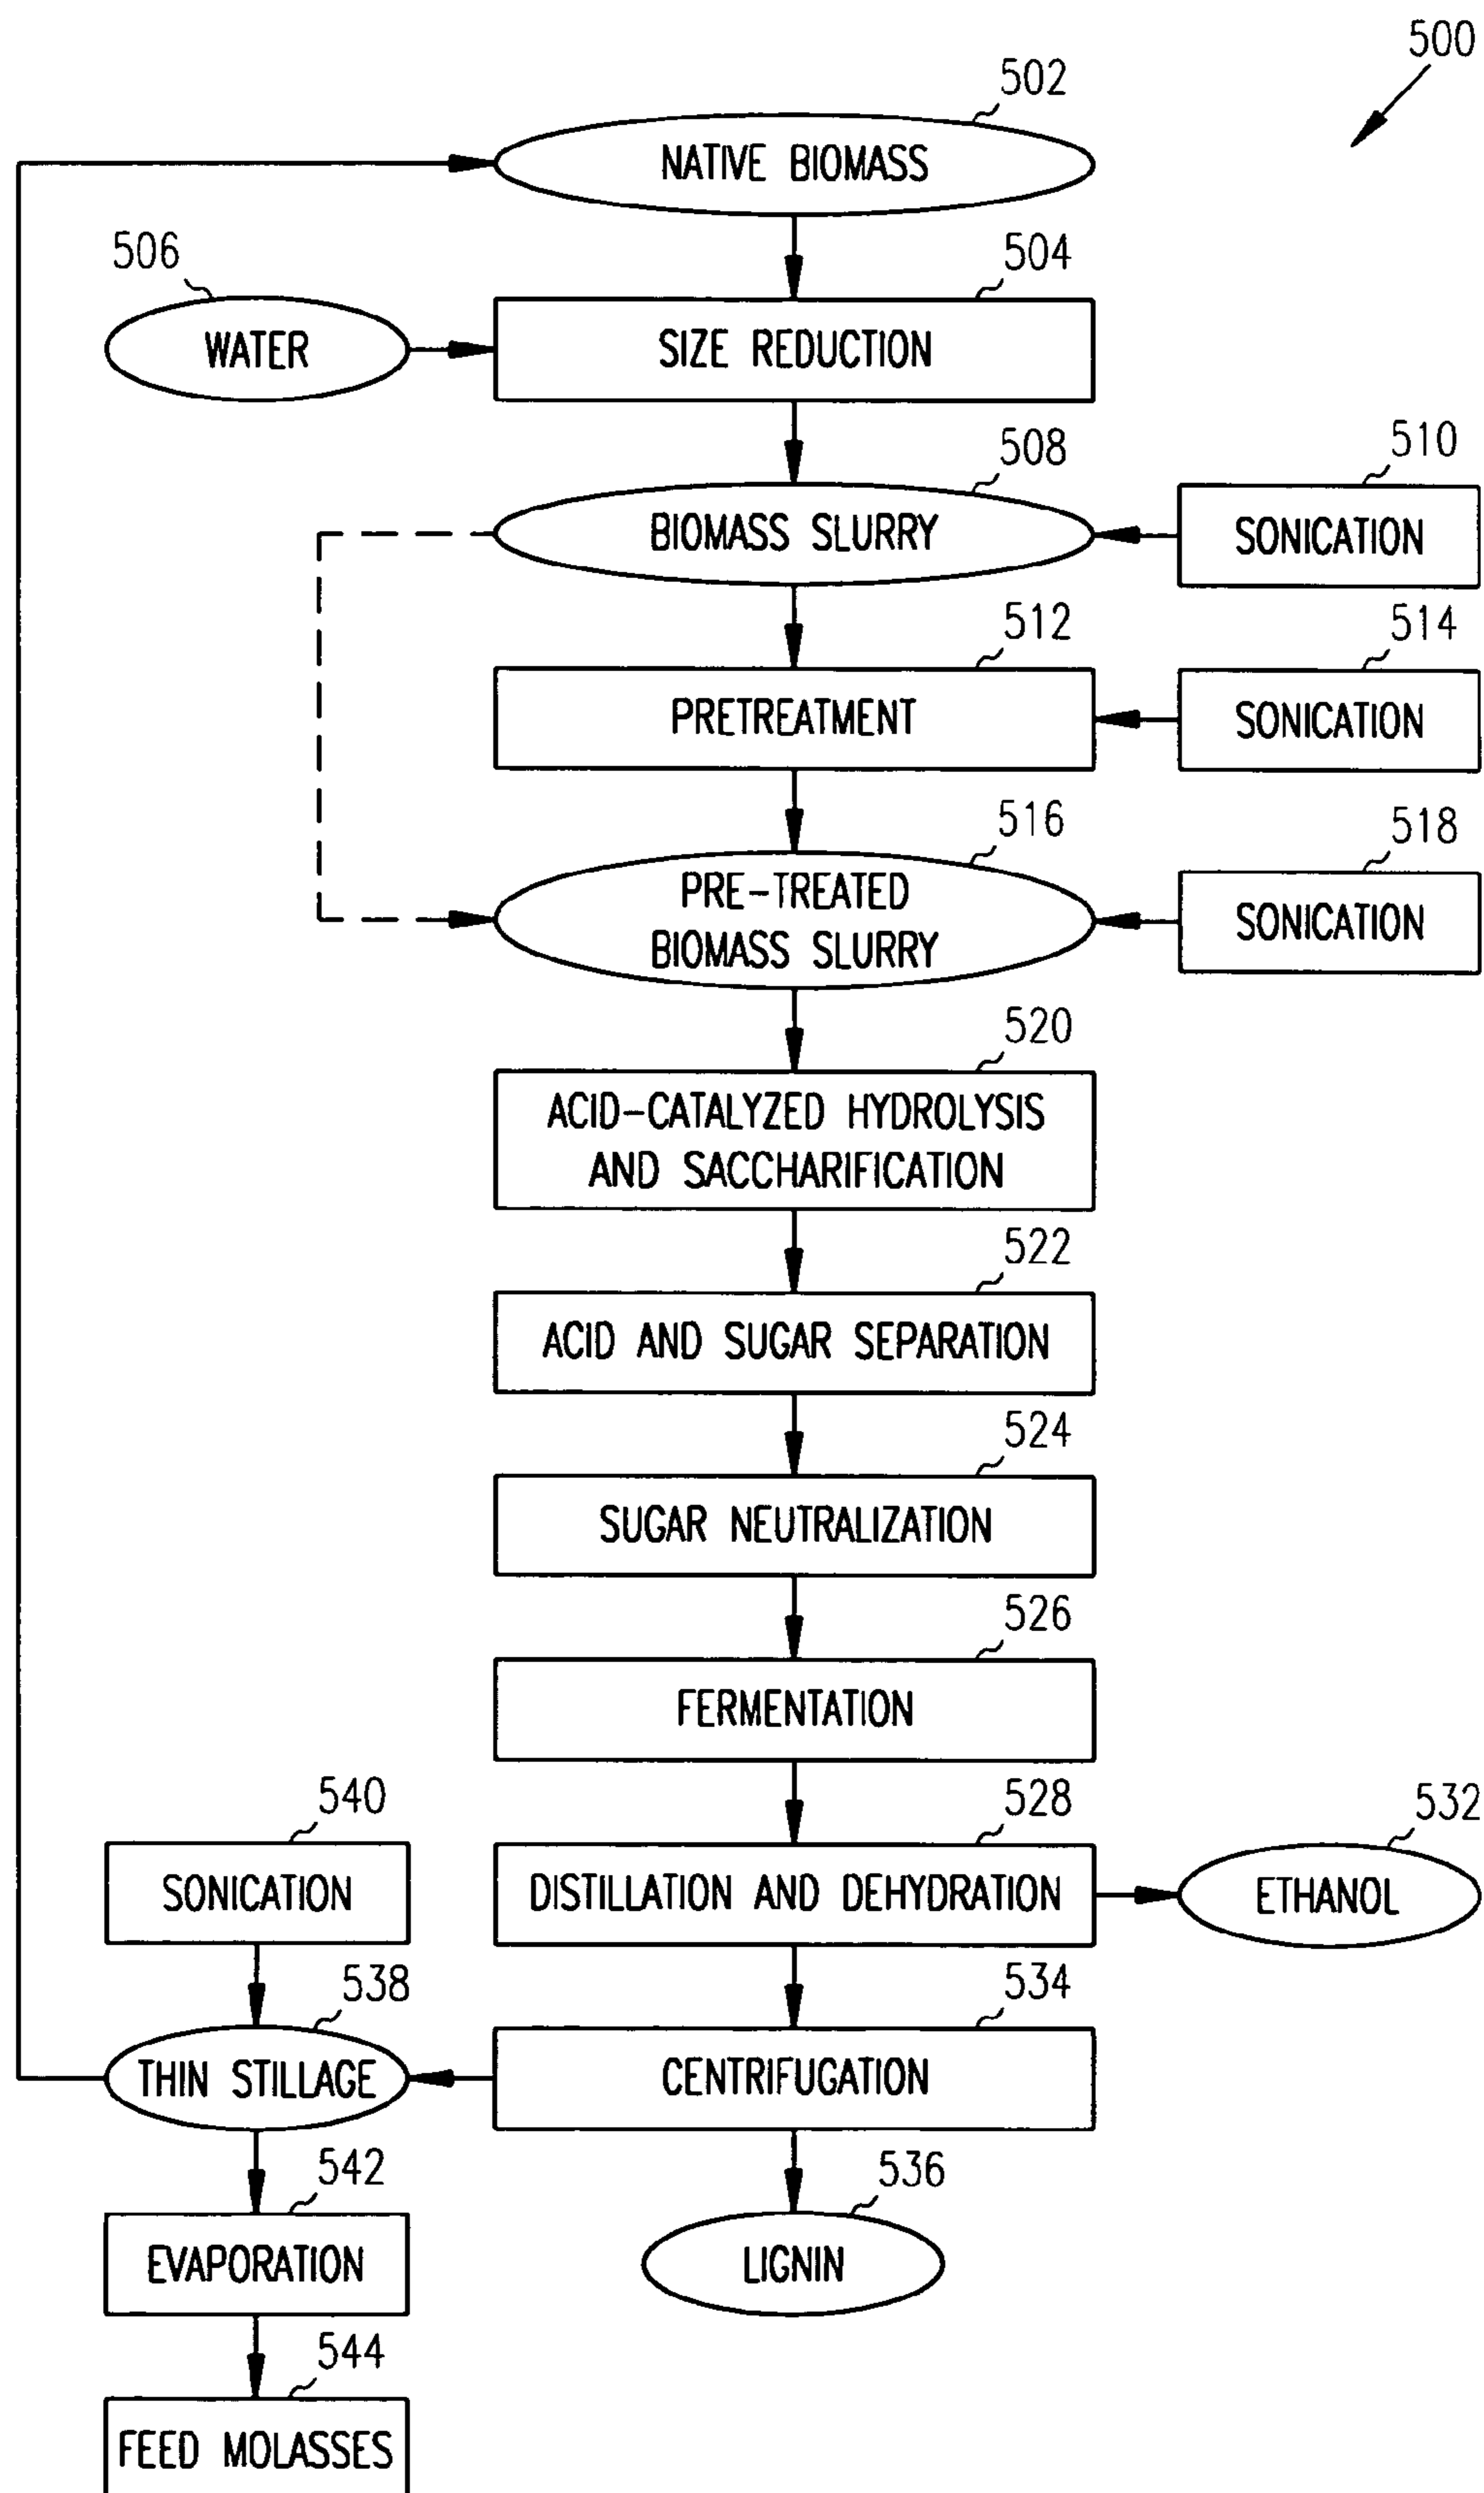 500
502
NATIVE BIOMASS
506
504
WATER
SIZE REDUCTION
508
510
BIOMASS SLURRY
SONICATION
512
514
PRETREATMENT
SONICATION
516
518
PRE-TREATED
BIOMASS SLURRY
SONICATION
520
ACID-CATALYZED HYDROLYSIS
AND SACCHARIFICATION
522
ACID AND SUGAR SEPARATION
524
SUGAR NEUTRALIZATION
526
FERMENTATION
540
528
532
SONICATION
DISTILLATION AND DEHYDRATION
ETHANOL
538
534
THIN STILLAGE
CENTRIFUGATION
542
536
EVAPORATION
LIGNIN
544
FEED MOLASSES